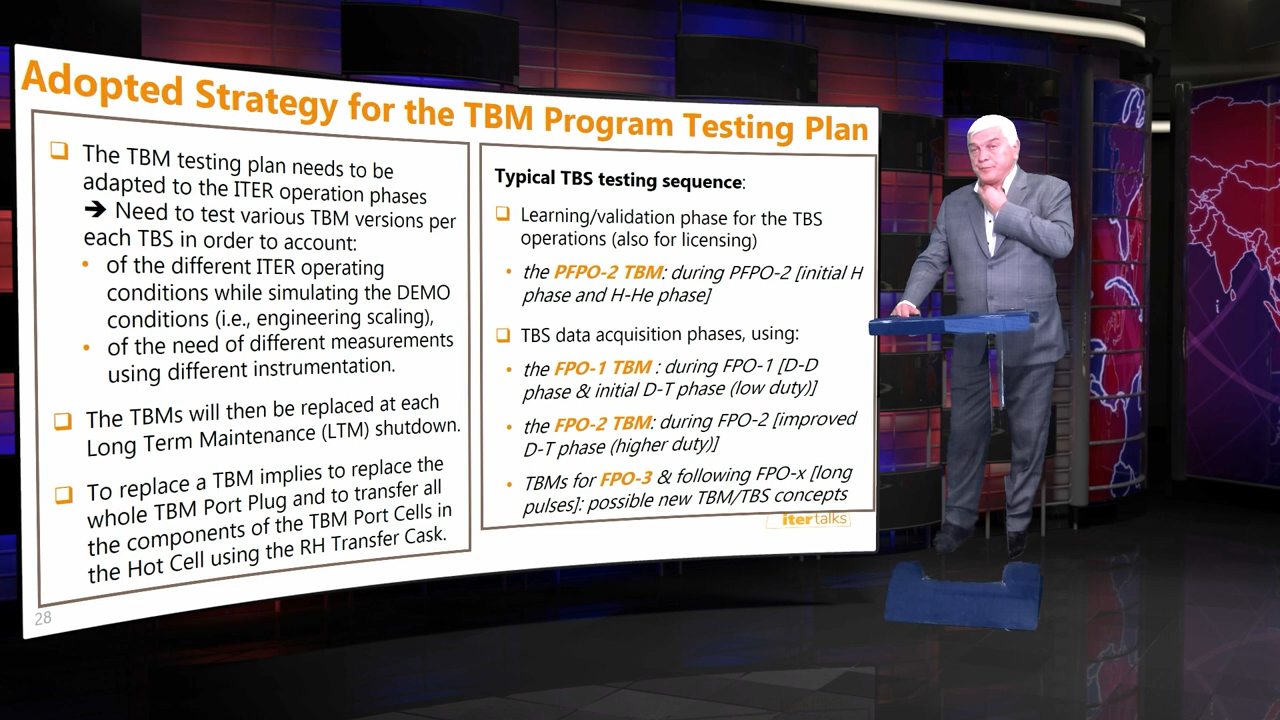 Adopted Strategy for the TBM Program Testing Plan
❑ The TBM testing plan needs to be
adapted to the ITER operation phases
➔ Need to test various TBM versions per
each TBS in order to account:
• of the different ITER operating
conditions while simulating the DEMO
conditions (i.e., engineering scaling),
• of the need of different measurements
using different instrumentation.
❑ The TBMs will then be replaced at each
Long Term Maintenance (LTM) shutdown.
❑ To replace a TBM implies to replace the
whole TBM Port Plug and to transfer all
the components of the TBM Port Cells in
the Hot Cell using the RH Transfer Cask.
Typical TBS testing sequence:
❑ Learning/validation phase for the TBS
operations (also for licensing)
• the PFPO-2 TBM: during PFPO-2 [initial H
phase and H-He phase]
❑ TBS data acquisition phases, using:
• the FPO-1 TBM : during FPO-1 [D-D
phase & initial D-T phase (low duty)]
• the FPO-2 TBM: during FPO-2 [improved
D-T phase (higher duty)]
• TBMs for FPO-3 & following FPO-x [long
pulses]: possible new TBM/TBS concepts
iter talks
28